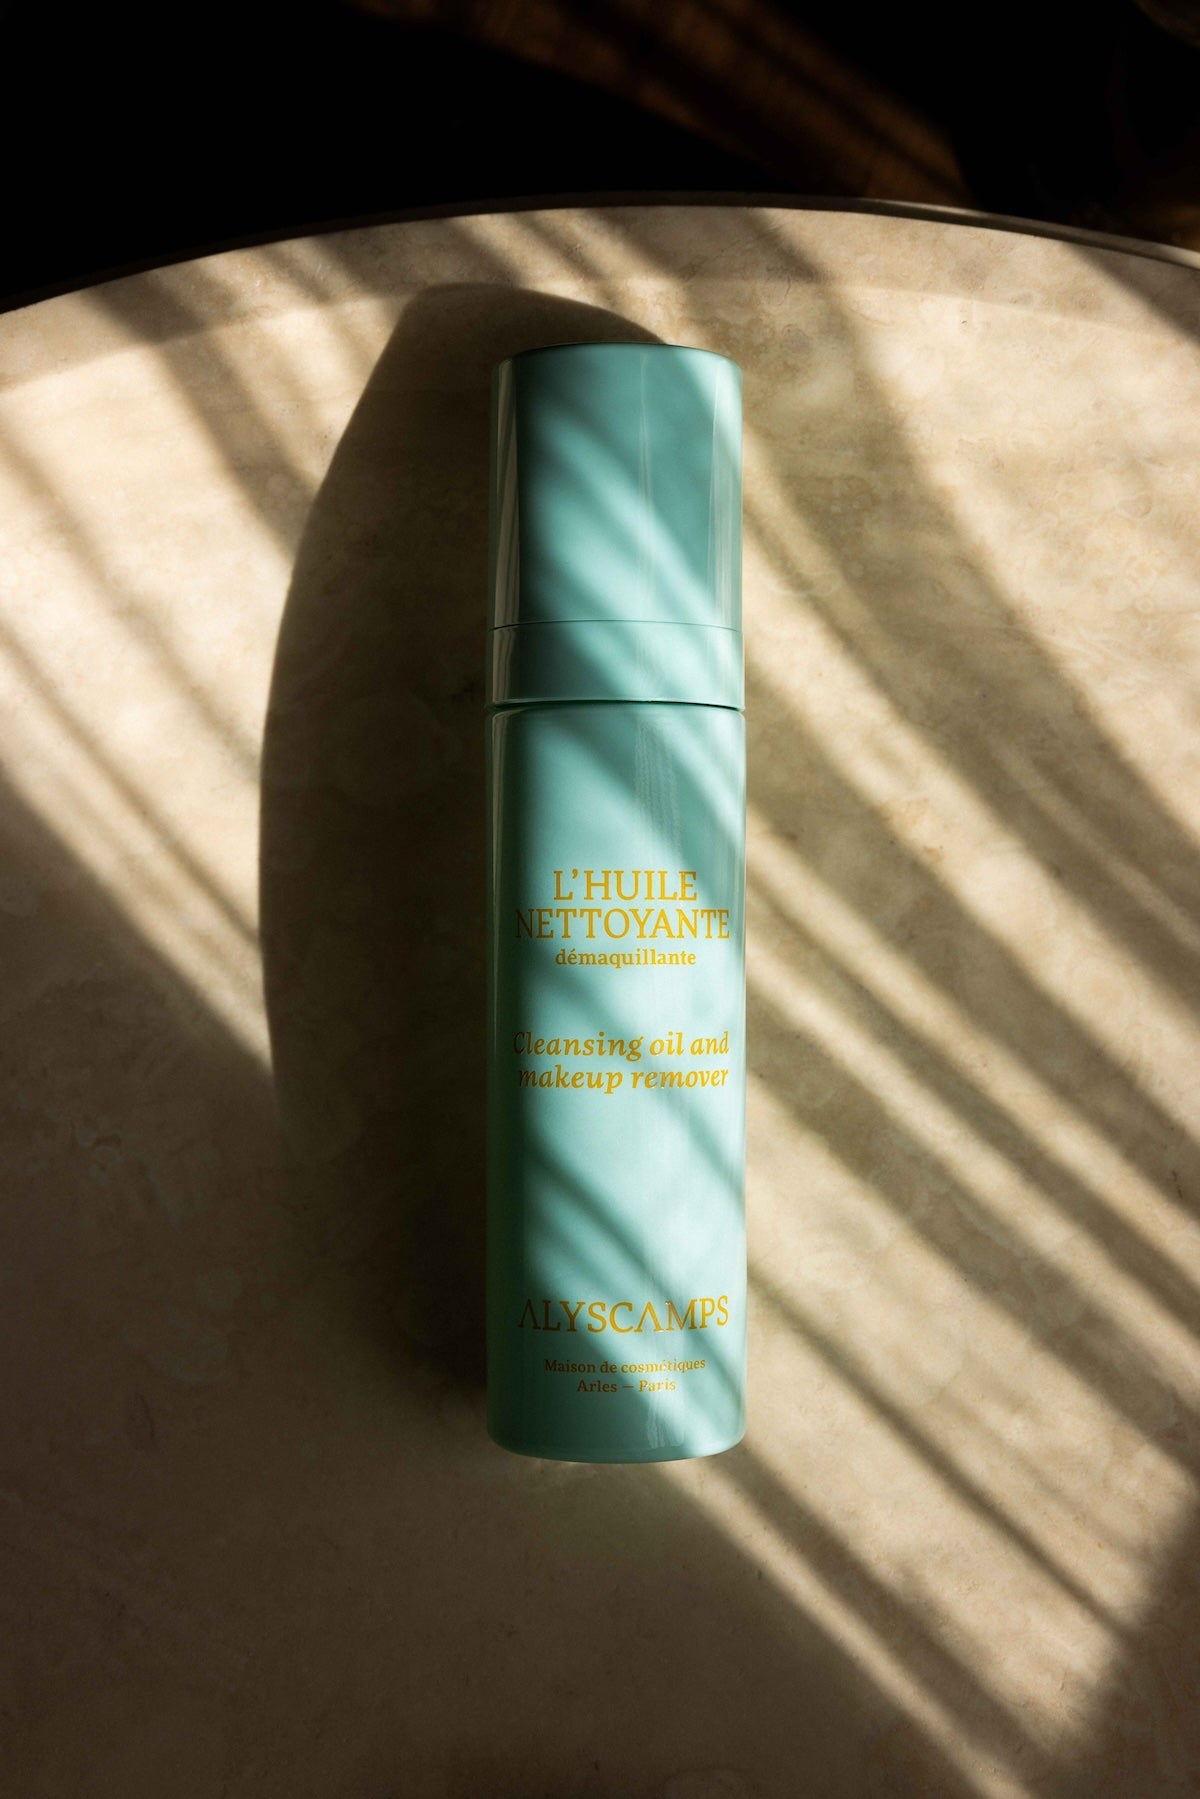 L'HUILE
NETTOYANTE
démaquillante
Cleansing oil and
makeup remover
ALYSCAMPS
Maison de cosmétiques
Arles – Paris